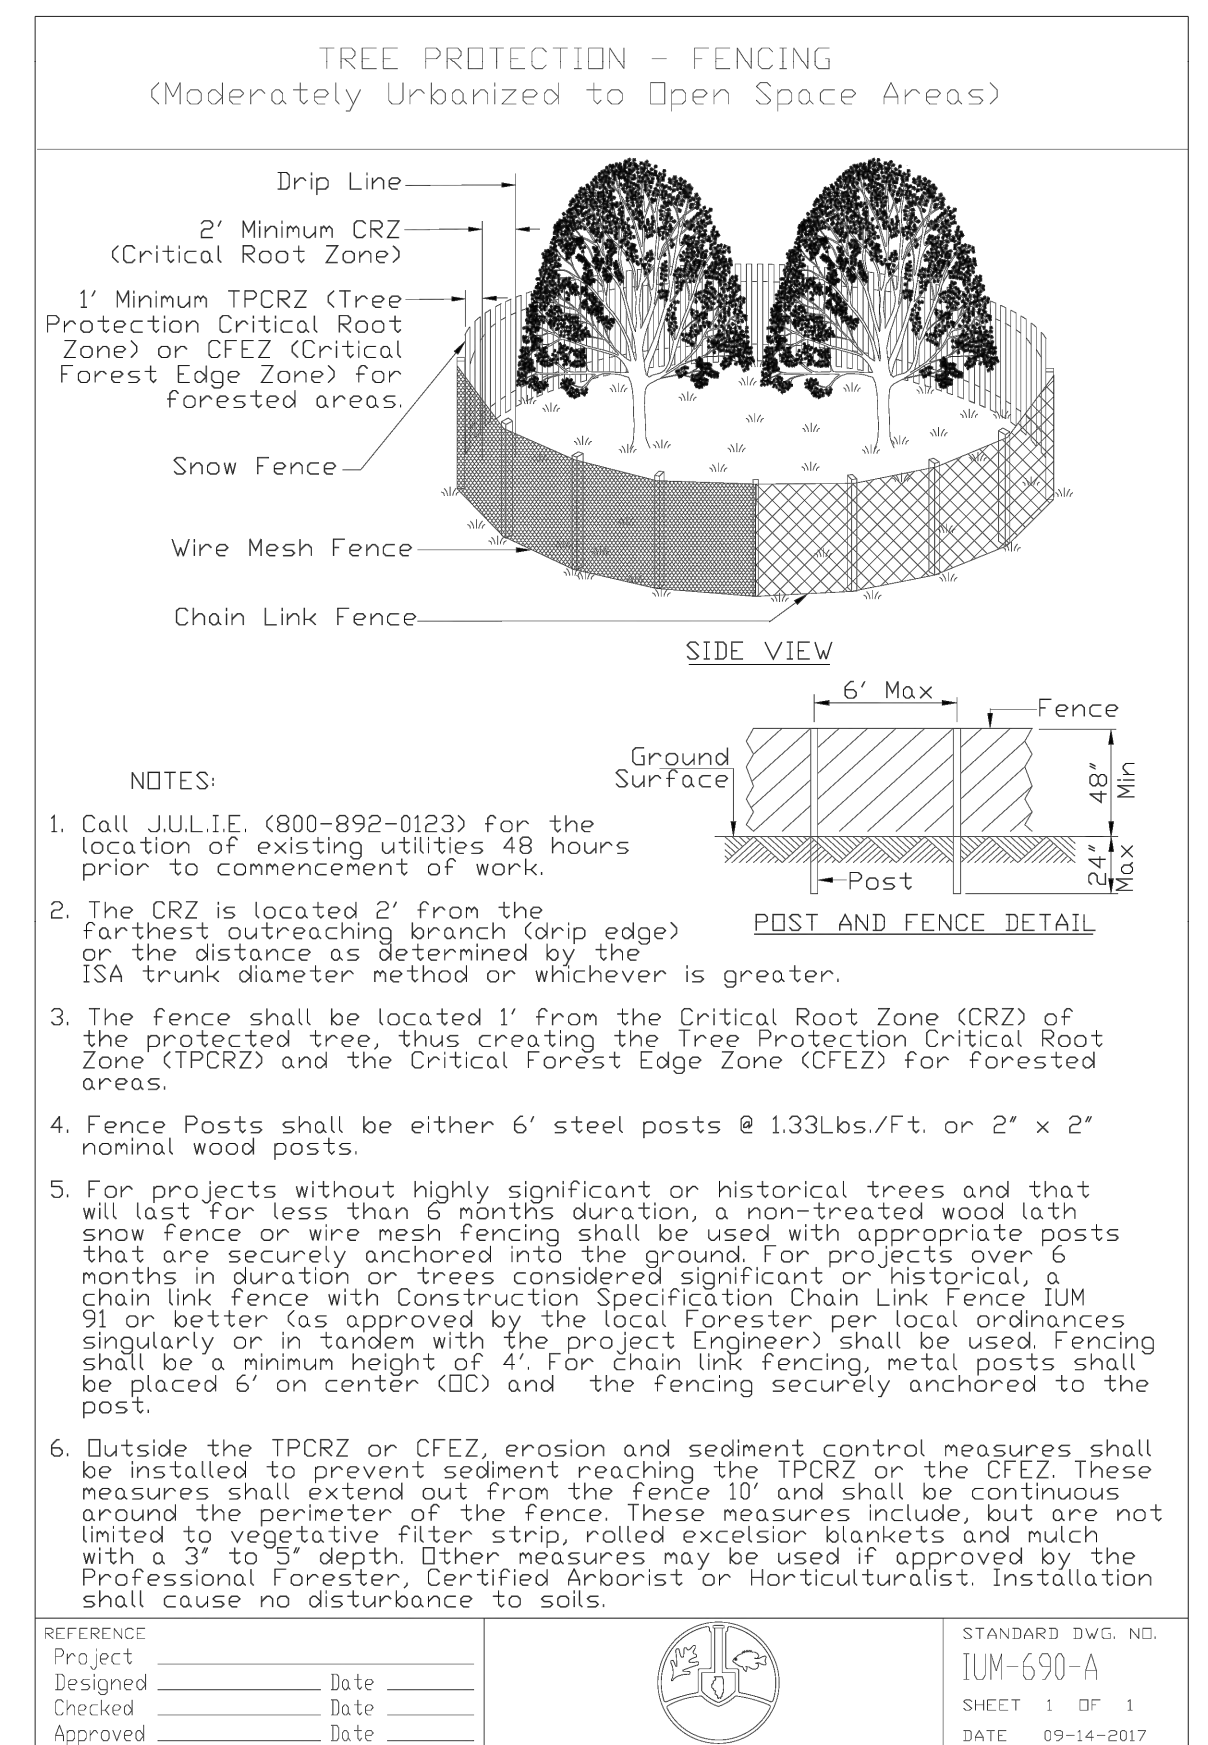 TREE PROTECTION - FENCING
(Moderately Urbanized to Open Space Areas)
Drip Line
2' Minimum CRZ
(Critical Root Zone)
1' Minimum TPCRZ (Tree
Protection Critical Root
Zone) or CFEZ (Critical
Forest Edge Zone) for
forested areas.
Snow Fence
Wire Mesh Fence
Chain Link Fence
SIDE VIEW
6' Max
Fence
Ground
Surface
48"
Min
24"
Max
Post
POST AND FENCE DETAIL
NOTES:
1. Call J.U.L.I.E. (800-892-0123) for the
location of existing utilities 48 hours
prior to commencement of work.
2. The CRZ is located 2' from the
farthest outreaching branch (drip edge)
or the distance as determined by the
ISA trunk diameter method or whichever is greater.
3. The fence shall be located 1' from the Critical Root Zone (CRZ) of
the protected tree, thus creating the Tree Protection Critical Root
Zone (TPCRZ) and the Critical Forest Edge Zone (CFEZ) for forested
areas.
4. Fence Posts shall be either 6' steel posts @ 1.33Lbs./Ft. or 2" x 2"
nominal wood posts.
5. For projects without highly significant or historical trees and that
will last for less than 6 months duration, a non-treated wood lath
snow fence or wire mesh fencing shall be used with appropriate posts
that are securely anchored into the ground. For projects over 6
months in duration or trees considered significant or historical, a
chain link fence with Construction Specification Chain Link Fence IUM
91 or better (as approved by the local Forester per local ordinances
singularly or in tandem with the project Engineer) shall be used. Fencing
shall be a minimum height of 4'. For chain link fencing, metal posts shall
be placed 6' on center (OC) and the fencing securely anchored to the
post.
6. Outside the TPCRZ or CFEZ, erosion and sediment control measures shall
be installed to prevent sediment reaching the TPCRZ or the CFEZ. These
measures shall extend out from the fence 10' and shall be continuous
around the perimeter of the fence. These measures include, but are not
limited to vegetative filter strip, rolled excelsior blankets and mulch
with a 3" to 5" depth. Other measures may be used if approved by the
Professional Forester, Certified Arborist or Horticulturalist. Installation
shall cause no disturbance to soils.
REFERENCE
Project
Designed Date
Checked Date
Approved Date
STANDARD DWG. NO.
IUM-690-A
SHEET 1 OF 1
DATE 09-14-2017